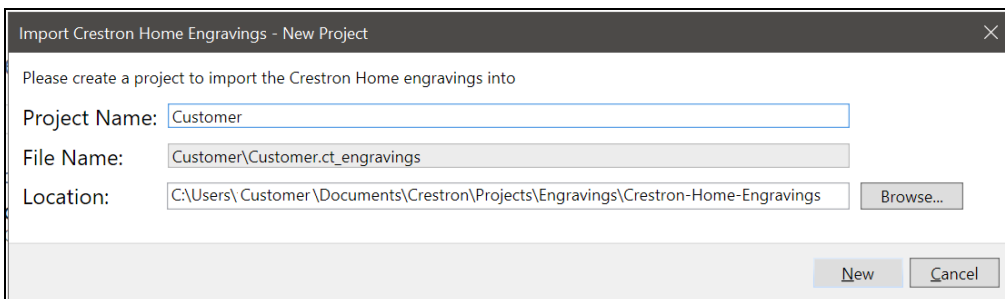 Import Crestron Home Engravings - New Project
Please create a project to import the Crestron Home engravings into
Project Name: Customer
File Name: Customer\Customer.ct_engravings
Location: C:\Users\ Customer \Documents\Crestron\Projects\Engravings\Crestron-Home-Engravings Browse...
New Cancel